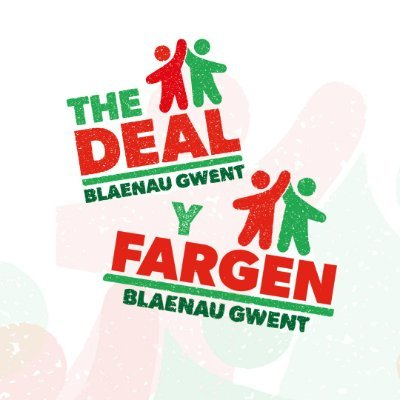 THE
DEAL
BLAENAU GWENT
Y
FARGEN
BLAENAU GWENT